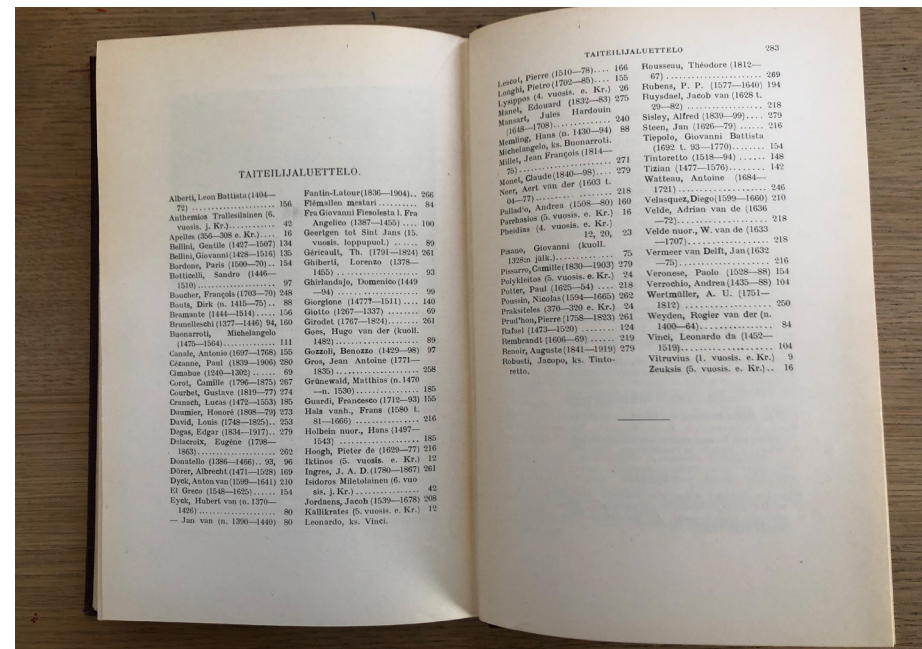 TAITEILIJALUETTELO.
Alberti, Leon Battista (1404—
72) .................... 156
Anthemios Trallesilainen (6.
vuosis. j. Kr.)....... 42
Apelles (356—308 e. Kr.).... 16
Bellini, Gentile (1427—1507) 134
Bellini, Giovanni (1428—1516) 135
Bordone, Paris (1500—70) .. 154
Botticelli, Sandro (1446—
1510) .................. 97
Boucher, François (1703—70) 248
Bouts, Dirk (n. 1415—75) .. 88
Bramante (1444—1514) ..... 156
Brunelleschi (1377—1446) 94, 160
Buonarroti, Michelangelo
(1475—1564) ............ 111
Canale, Antonio (1697—1768) 155
Cézanne, Paul (1839—1906) 280
Cimabue (1240—1302) ...... 69
Corot, Camille (1796—1875) 267
Courbet, Gustave (1819—77) 274
Cranach, Lucas (1472—1553) 185
Daumier, Honoré (1808—79) 273
David, Louis (1748—1825).. 253
Degas, Edgar (1834—1917).. 279
Delacroix, Eugène (1798—
1863).................. 262
Donatello (1386—1466).. 93, 96
Dürer, Albrecht (1471—1528) 169
Dyck, Anton van (1599—1641) 210
El Greco (1548—1625)...... 154
Eyck, Hubert van (n. 1370—
1426) .................. 80
— Jan van (n. 1390—1440) 80
Fantin-Latour (1836—1904).. 266
Flémallen mestari .......... 84
Fra Giovanni Fiesolesta l. Fra
Angelico (1387—1455) .... 100
Geertgen tot Sint Jans (15.
vuosis. loppupuol.) ...... 89
Géricault, Th. (1791—1824) 261
Ghiberti, Lorenzo (1378—
1455) .................. 93
Ghirlandajo, Domenico (1449
—94) .................. 99
Giorgione (1477?—1511) .... 140
Giotto (1267—1337) ........ 69
Girodet (1767—1824)........ 261
Goes, Hugo van der (kuoll.
1482) .................. 89
Gozzoli, Benozzo (1429—98) 97
Gros, Jean Antoine (1771—
1835) .................. 258
Grünewald, Matthias (n. 1470
—n. 1530) .............. 185
Guardi, Francesco (1712—93) 155
Hals vanh., Frans (1580 t.
81—1666) .............. 216
Holbein nuor., Hans (1497—
1543) .................. 185
Hoogh, Pieter de (1629—77) 216
Iktinos (5. vuosis. e. Kr.) 12
Ingres, J. A. D. (1780—1867) 261
Isidoros Miletolainen (6. vuo
sis. j. Kr.) .............. 42
Jordaens, Jacob (1539—1678) 208
Kallikrates (5. vuosis. e. Kr.) 12
Leonardo, ks. Vinci.
TAITEILIJALUETTELO 283
Lescot, Pierre (1510—78).... 166
Longhi, Pietro (1702—85).... 155
Lysippos (4. vuosis. e. Kr.) 26
Manet, Edouard (1832—83) 275
Mansart, Jules Hardouin
(1648—1708).............. 240
Memling, Hans (n. 1430—94) 88
Michelangelo, ks. Buonarroti.
Millet, Jean François (1814—
75) .................... 271
Monet, Claude (1840—98).... 279
Neer, Aert van der (1603 t.
04—77) ................ 218
Palladio, Andrea (1508—80) 160
Parrhasios (5. vuosis. e. Kr.) 16
Pheidias (4. vuosis. e. Kr.)
12, 20, 23
Pisano, Giovanni (kuoll.
1328:n jälk.)............ 75
Pissarro, Camille (1830—1903) 279
Polykleitos (5. vuosis. e. Kr.) 24
Potter, Paul (1625—54) .... 218
Poussin, Nicolas (1594—1665) 262
Praksiteles (370—320 e. Kr.) 24
Prud'hon, Pierre (1758—1823) 261
Rafael (1473—1520) ........ 124
Rembrandt (1606—69) ...... 219
Renoir, Auguste (1841—1919) 279
Robusti, Jacopo, ks. Tinto-
retto.
Rousseau, Théodore (1812—
67) .................... 269
Rubens, P. P. (1577—1640) 194
Ruysdael, Jacob van (1628 t.
29—82) ................ 218
Sisley, Alfred (1839—99).... 279
Steen, Jan (1626—79) ...... 216
Tiepolo, Giovanni Battista
(1692 t. 93—1770)........ 154
Tintoretto (1518—94) ...... 148
Tizian (1477—1576)........ 142
Watteau, Antoine (1684—
1721) .................. 246
Velasquez, Diego (1599—1660) 210
Velde, Adrian van de (1636
—72).................... 218
Velde nuor., W. van de (1633
—1707).................. 218
Vermeer van Delft, Jan (1632
—75).................... 216
Veronese, Paolo (1528—88) 154
Verrochio, Andrea (1435—88) 104
Wertmüller, A. U. (1751—
1812) .................. 250
Weyden, Rogier van der (n.
1400—64).............. 84
Vinci, Leonardo da (1452—
1519).................... 104
Vitruvius (1. vuosis. e. Kr.) 9
Zeuksis (5. vuosis. e. Kr.).. 16